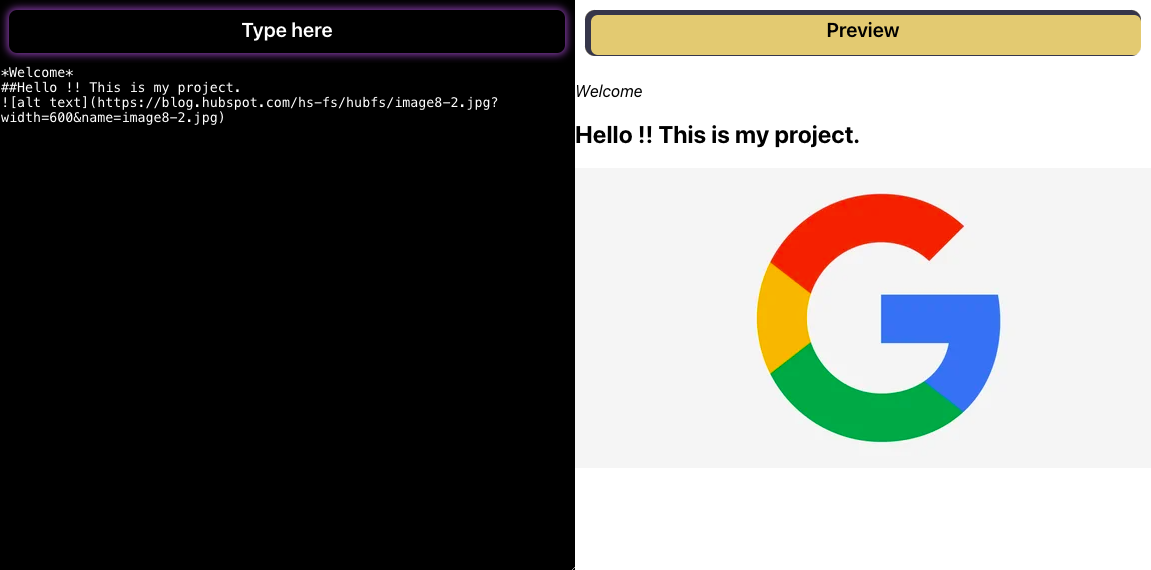 Type here
*Welcome*
##Hello !! This is my project.
![alt text](https://blog.hubspot.com/hs-fs/hubfs/image8-2.jpg?
width=600&name=image8-2.jpg)
Preview
Welcome
Hello !! This is my project.
G